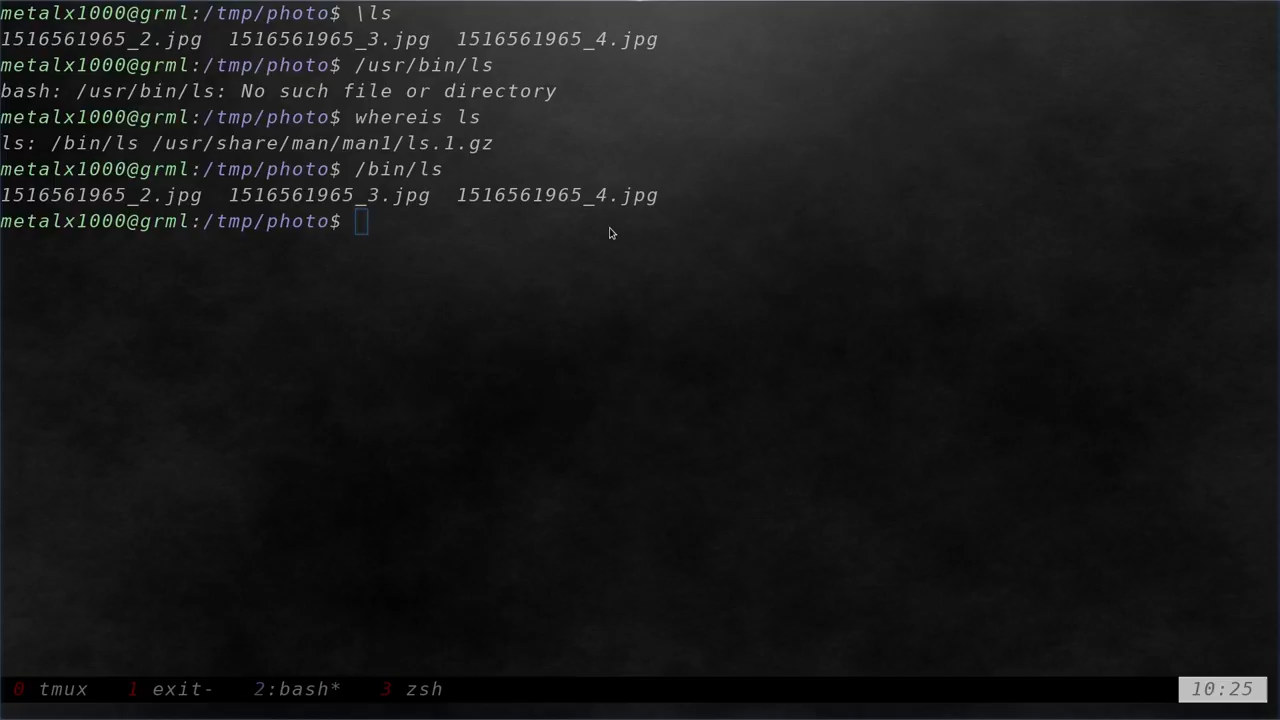 metalx1000@grml:/tmp/photo$ \ls
1516561965_2.jpg  1516561965_3.jpg  1516561965_4.jpg
metalx1000@grml:/tmp/photo$ /usr/bin/ls
bash: /usr/bin/ls: No such file or directory
metalx1000@grml:/tmp/photo$ whereis ls
ls: /bin/ls /usr/share/man/man1/ls.1.gz
metalx1000@grml:/tmp/photo$ /bin/ls
1516561965_2.jpg  1516561965_3.jpg  1516561965_4.jpg
metalx1000@grml:/tmp/photo$
0 tmux  1 exit-  2:bash*  3 zsh  10:25